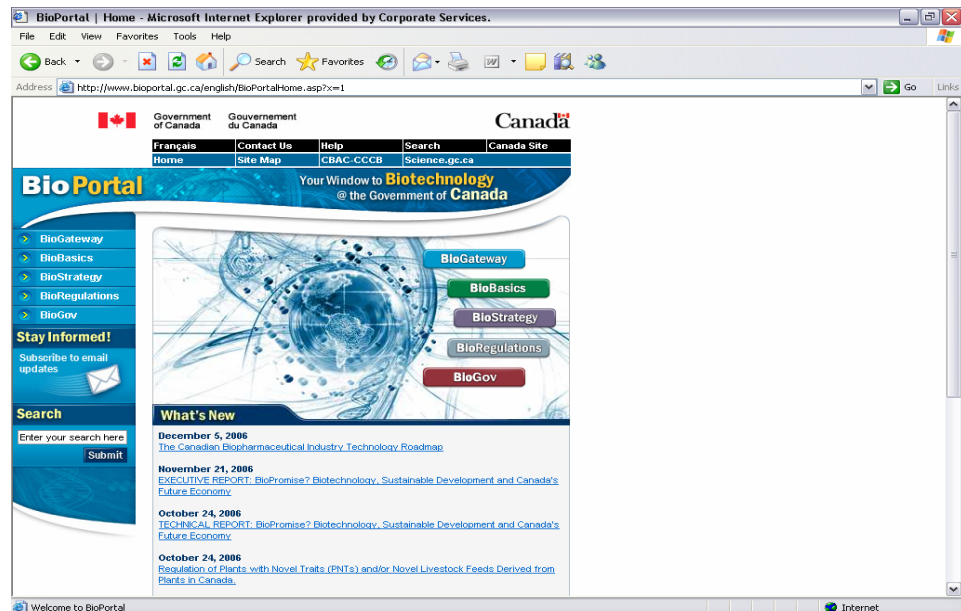 BioPortal | Home - Microsoft Internet Explorer provided by Corporate Services.
File Edit View Favorites Tools Help
Back Search Favorites
Address http://www.bioportal.gc.ca/english/BioPortalHome.asp?x=1 Go Links
Government of Canada
Gouvernement du Canada
Canada
Français Contact Us Help Search Canada Site
Home Site Map CBAC-CCCB Science.gc.ca
BioPortal
Your Window to Biotechnology
@ the Government of Canada
BioGateway
BioBasics
BioStrategy
BioRegulations
BioGov
Stay Informed!
Subscribe to email
updates
Search
Enter your search here
Submit
BioGateway
BioBasics
BioStrategy
BioRegulations
BioGov
What's New
December 5, 2006
The Canadian Biopharmaceutical Industry Technology Roadmap
November 21, 2006
EXECUTIVE REPORT: BioPromise? Biotechnology, Sustainable Development and Canada's
Future Economy
October 24, 2006
TECHNICAL REPORT: BioPromise? Biotechnology, Sustainable Development and Canada's
Future Economy
October 24, 2006
Regulation of Plants with Novel Traits (PNTs) and/or Novel Livestock Feeds Derived from
Plants in Canada.
Welcome to BioPortal Internet